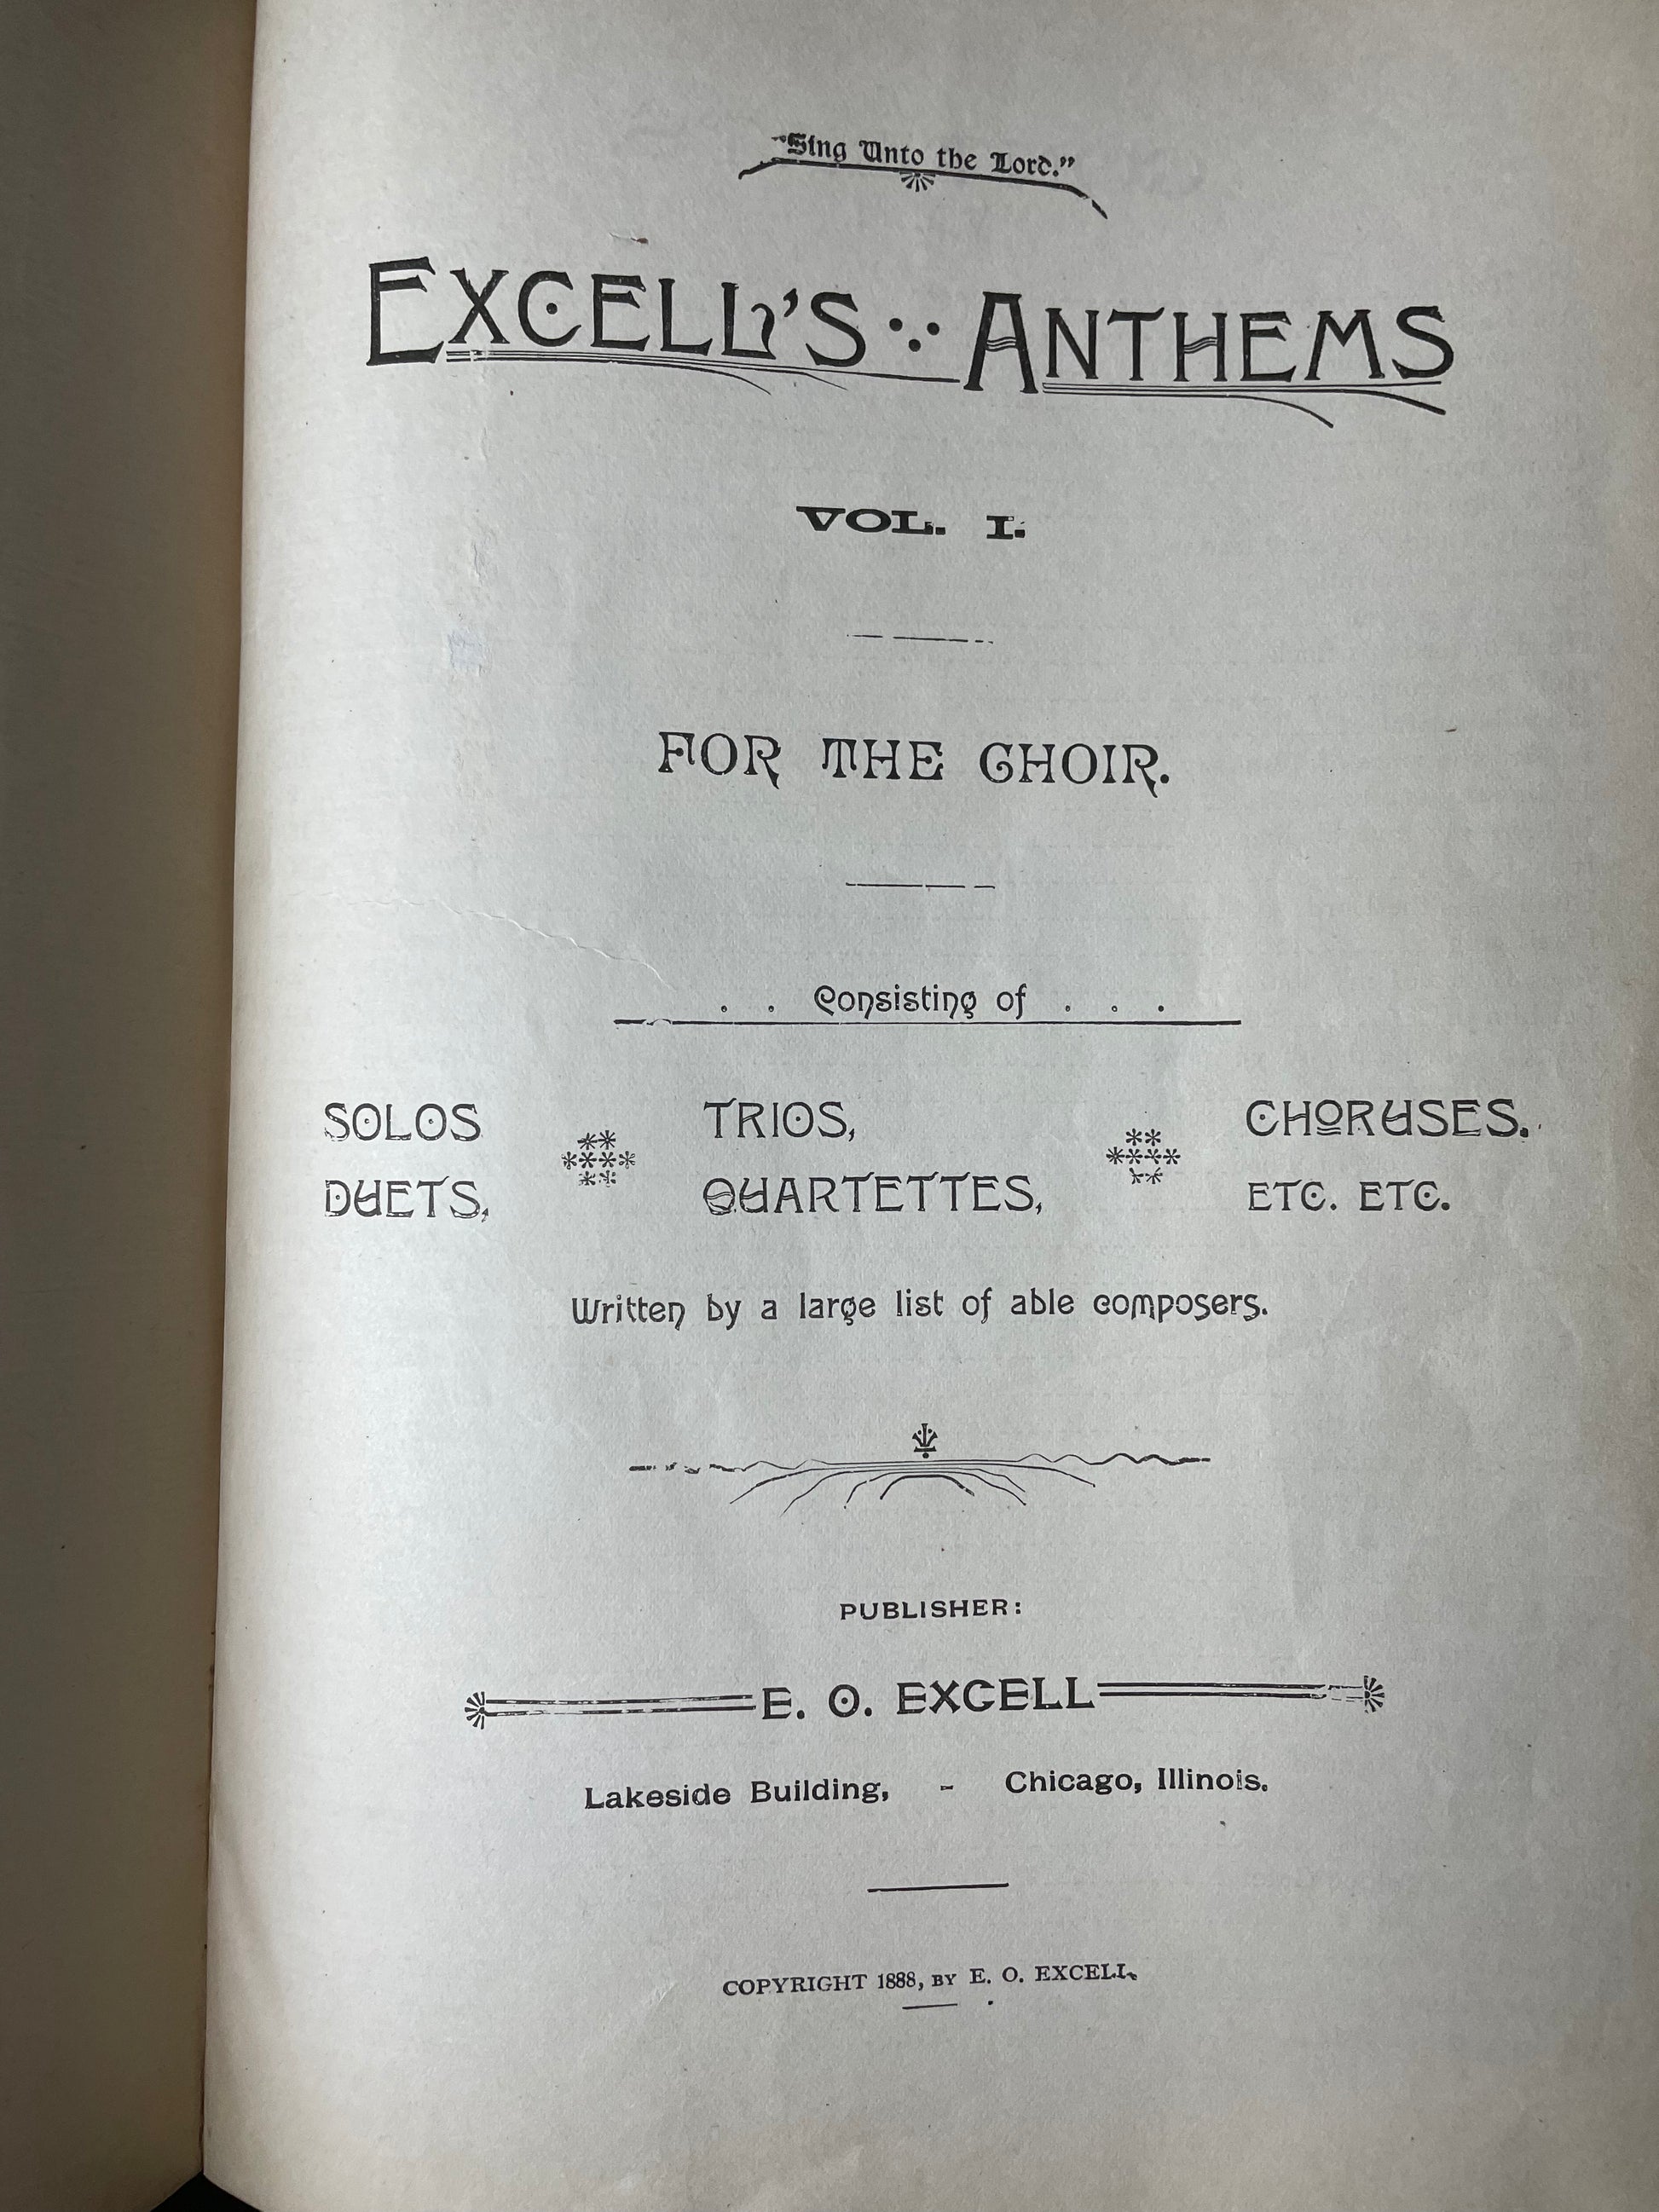 "Sing Unto the Lord."
EXCELL'S ∵ ANTHEMS
VOL. I.
FOR THE CHOIR.
. . Consisting of . . .
SOLOS TRIOS, CHORUSES.
DUETS, QUARTETTES, ETC. ETC.
Written by a large list of able composers.
PUBLISHER:
E. O. EXCELL
Lakeside Building, - Chicago, Illinois.
COPYRIGHT 1888, BY E. O. EXCELL.